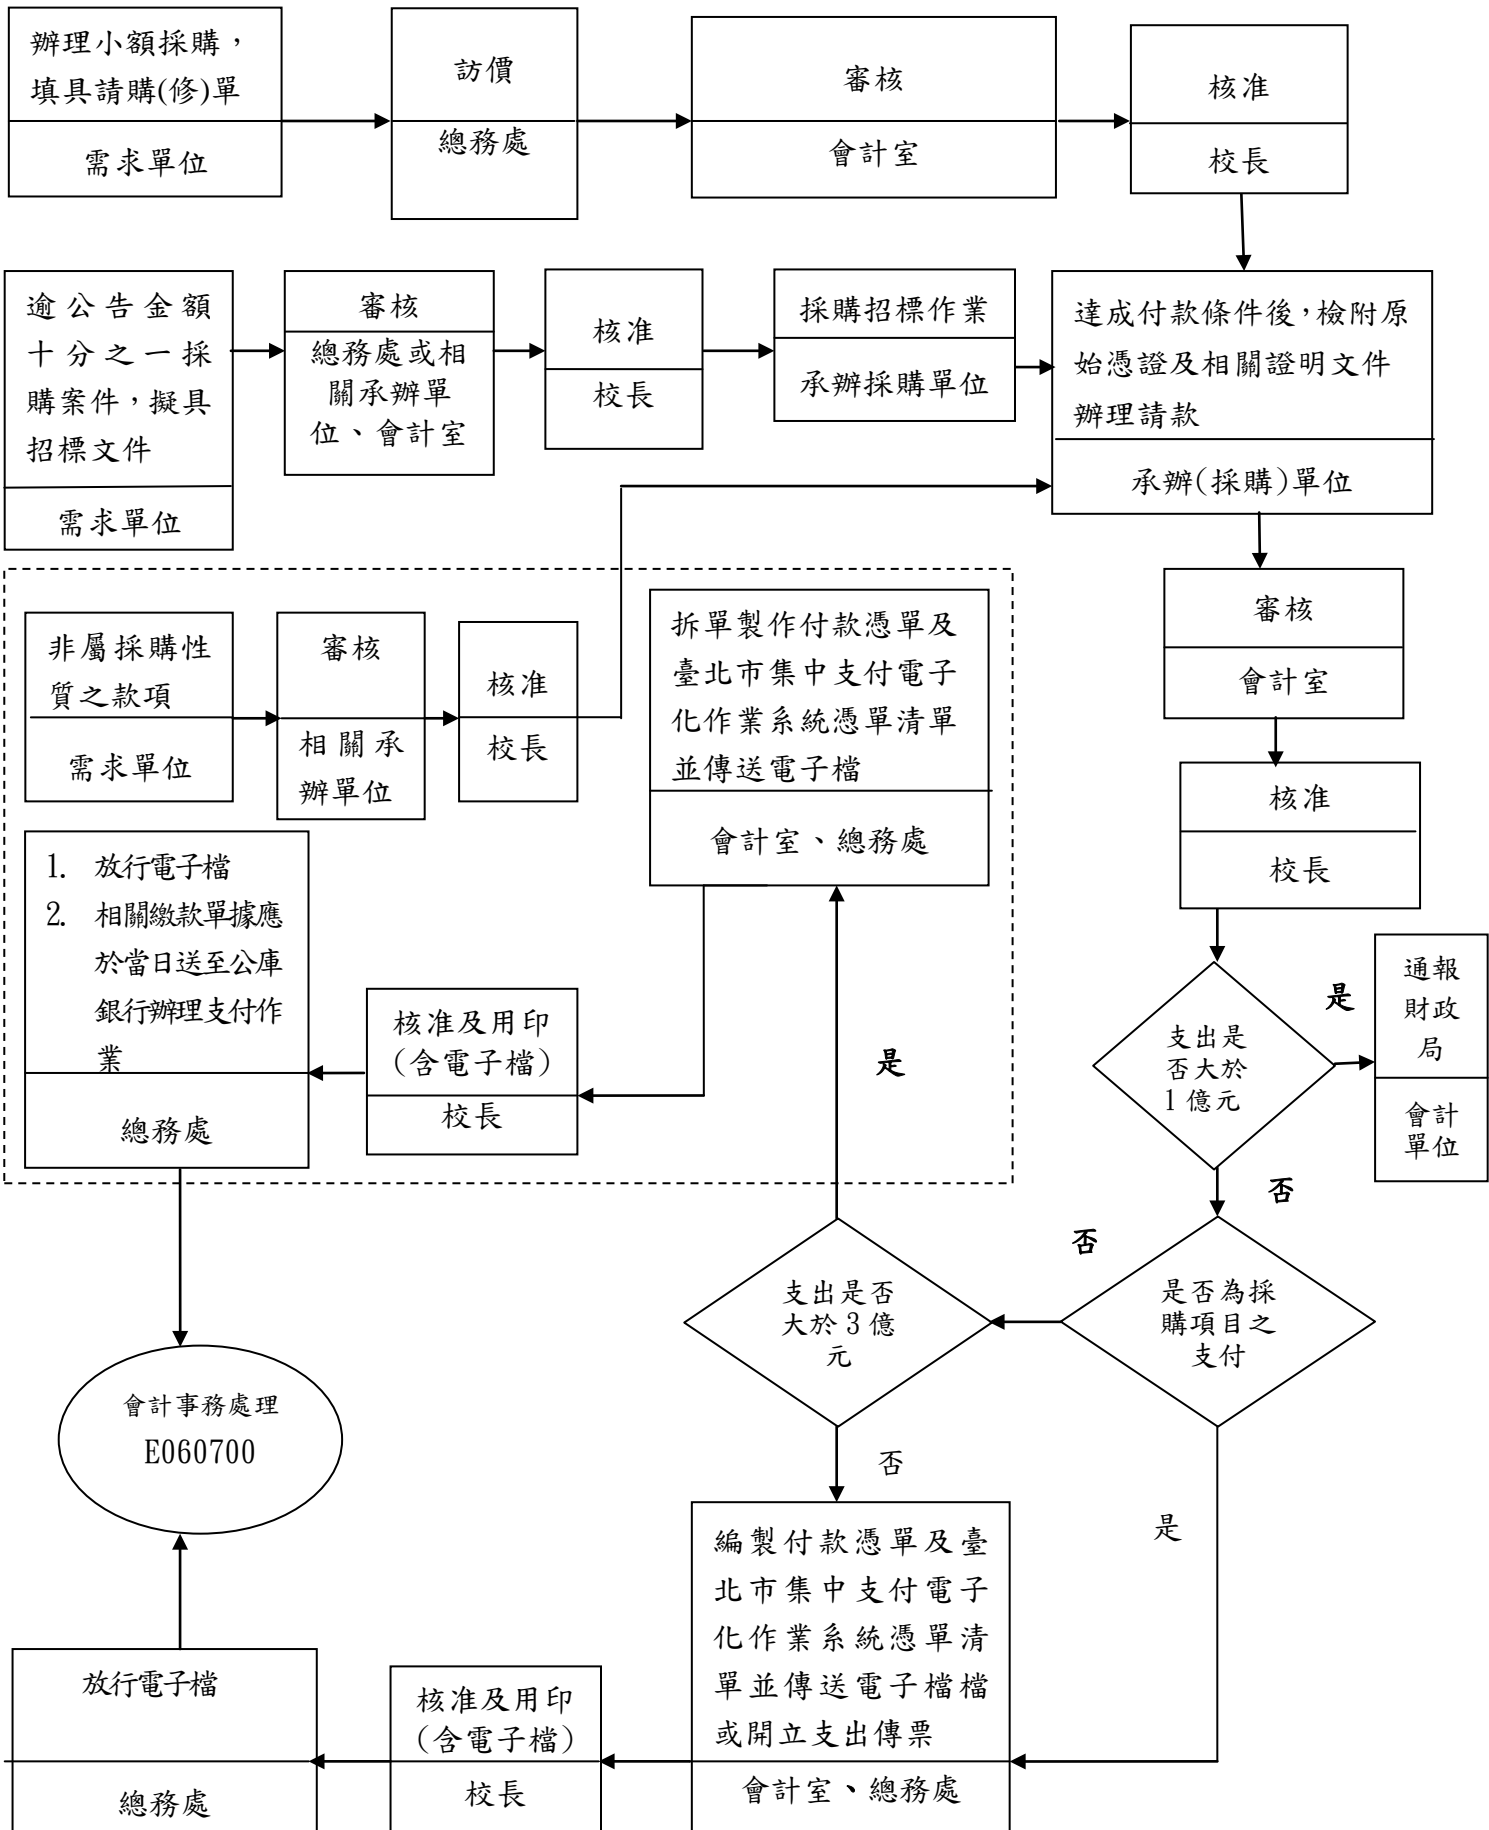 辦理小額採購，
填具請購(修)單
需求單位
訪價
總務處
審核
會計室
核准
校長
逾公告金額
十分之一採
購案件，擬具
招標文件
需求單位
審核
總務處或相
關承辦單
位、會計室
核准
校長
採購招標作業
承辦採購單位
達成付款條件後，檢附原
始憑證及相關證明文件
辦理請款
承辦(採購)單位
非屬採購性
質之款項
需求單位
審核
相關承
辦單位
核准
校長
拆單製作付款憑單及
臺北市集中支付電子
化作業系統憑單清單
並傳送電子檔
會計室、總務處
審核
會計室
核准
校長
1. 放行電子檔
2. 相關繳款單據應
於當日送至公庫
銀行辦理支付作
業
總務處
核准及用印
(含電子檔)
校長
是
支出是
否大於
1億元
是
通報
財政
局
會計
單位
否
否
支出是否
大於3億
元
是否為採
購項目之
支付
會計事務處理
E060700
否
是
編製付款憑單及臺
北市集中支付電子
化作業系統憑單清
單並傳送電子檔檔
或開立支出傳票
會計室、總務處
核准及用印
(含電子檔)
校長
放行電子檔
總務處